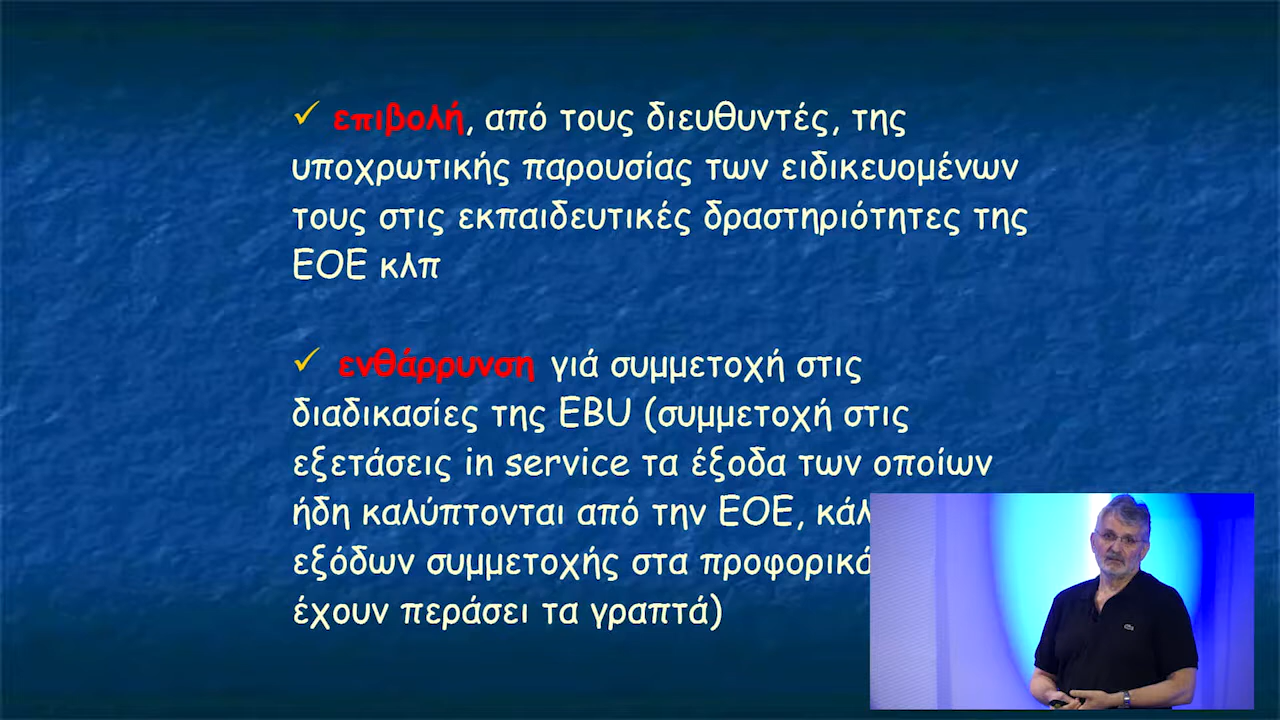 ✓ επιβολή, από τους διευθυντές, της
υποχρωτικής παρουσίας των ειδικευομένων
τους στις εκπαιδευτικές δραστηριότητες της
ΕΟΕ κλπ
✓ ενθάρρυνση γιά συμμετοχή στις
διαδικασίες της EBU (συμμετοχή στις
εξετάσεις in service τα έξοδα των οποίων
ήδη καλύπτονται από την ΕΟΕ,
εξόδων συμμετοχής στα
έχουν περάσει τα γραπτά)